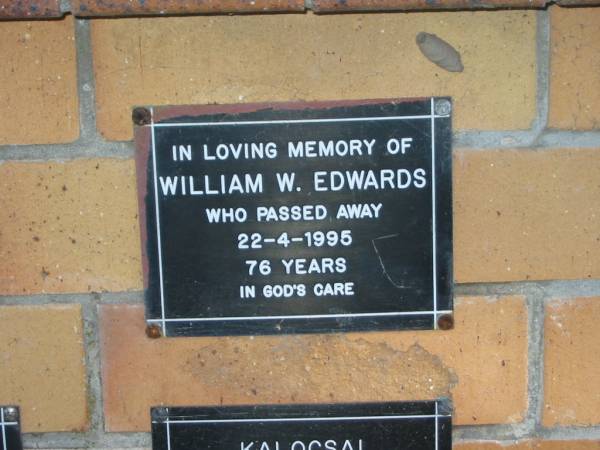 IN LOVING MEMORY OF
WILLIAM W. EDWARDS
WHO PASSED AWAY
22-4-1995
76 YEARS
IN GOD'S CARE
KALOCSAI